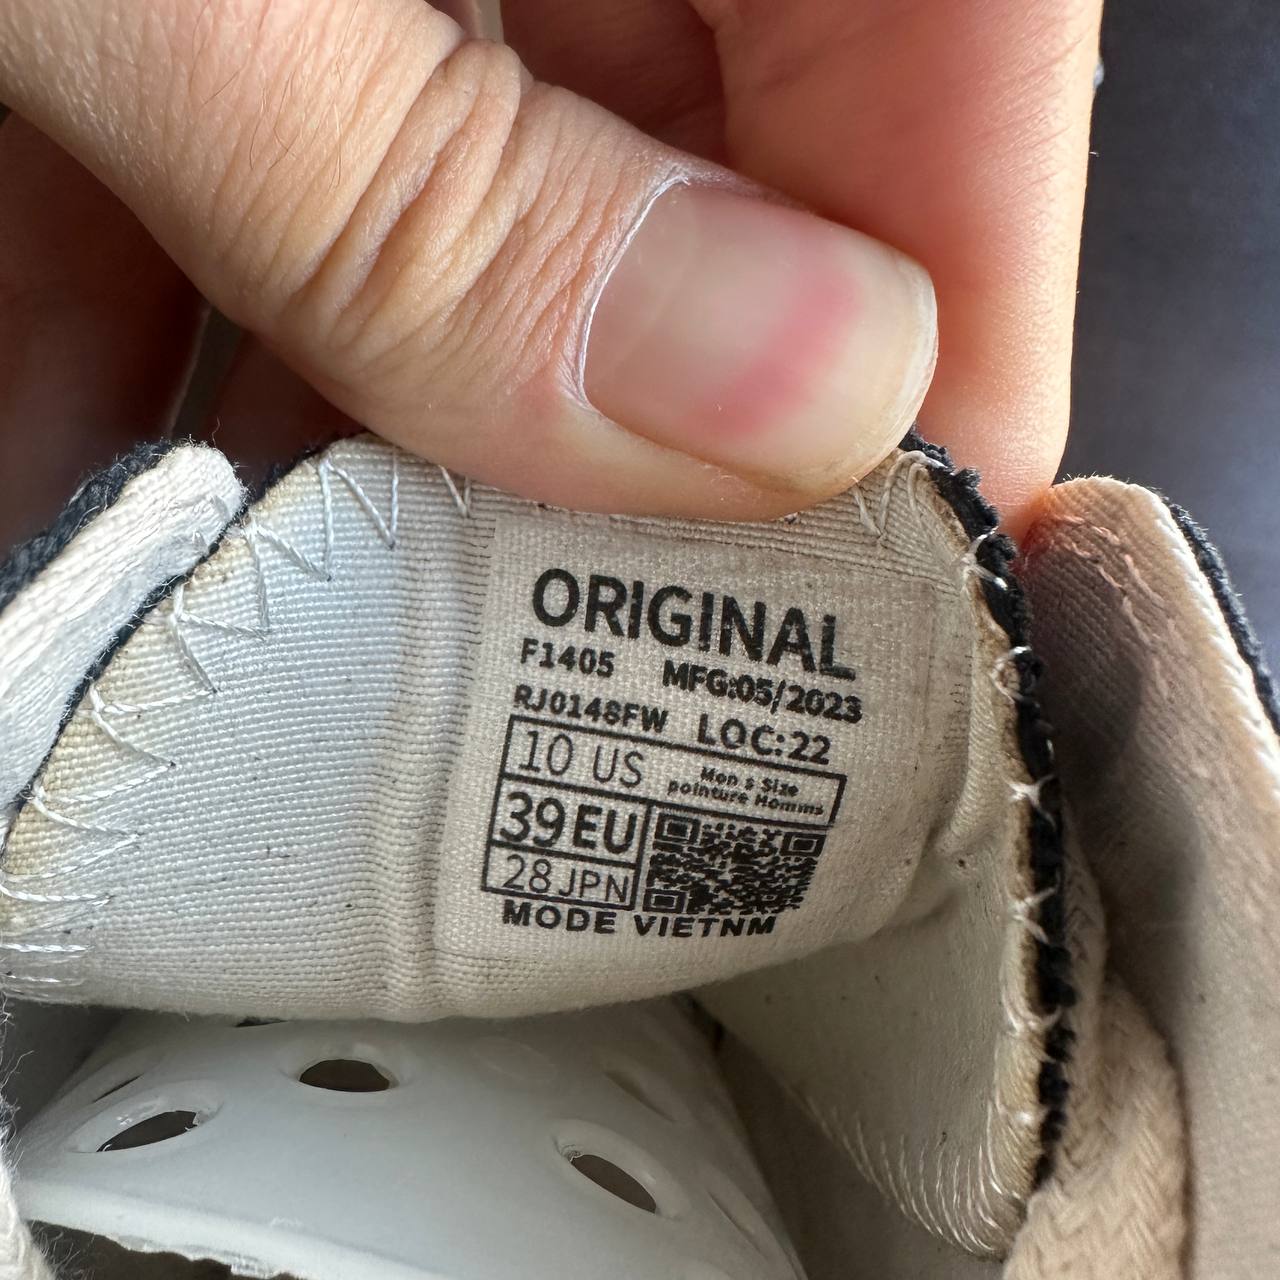 ORIGINAL
F1405 MFG:05/2023
RJ0148FW LOC:22
10 US Men s Size
pointure Homms
39 EU
28 JPN
MODE VIETNM